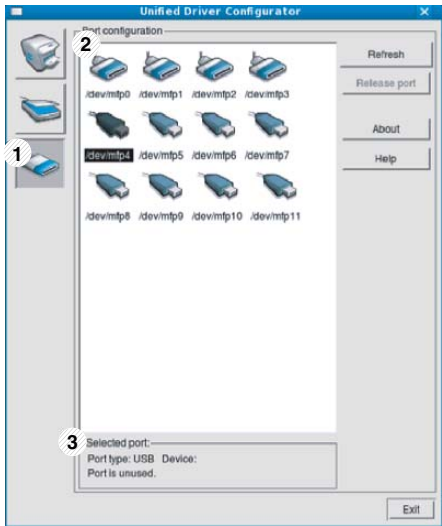 Unified Driver Configurator
2
Port configuration
Refresh
/dev/mfp0 /dev/mfp1 /dev/mfp2 /dev/mfp3
Release port
About
1
/dev/mfp4 /dev/mfp5 /dev/mfp6 /dev/mfp7
Help
/dev/mfp8 /dev/mfp9 /dev/mfp10 /dev/mfp11
3
Selected port:
Port type: USB Device:
Port is unused.
Exit